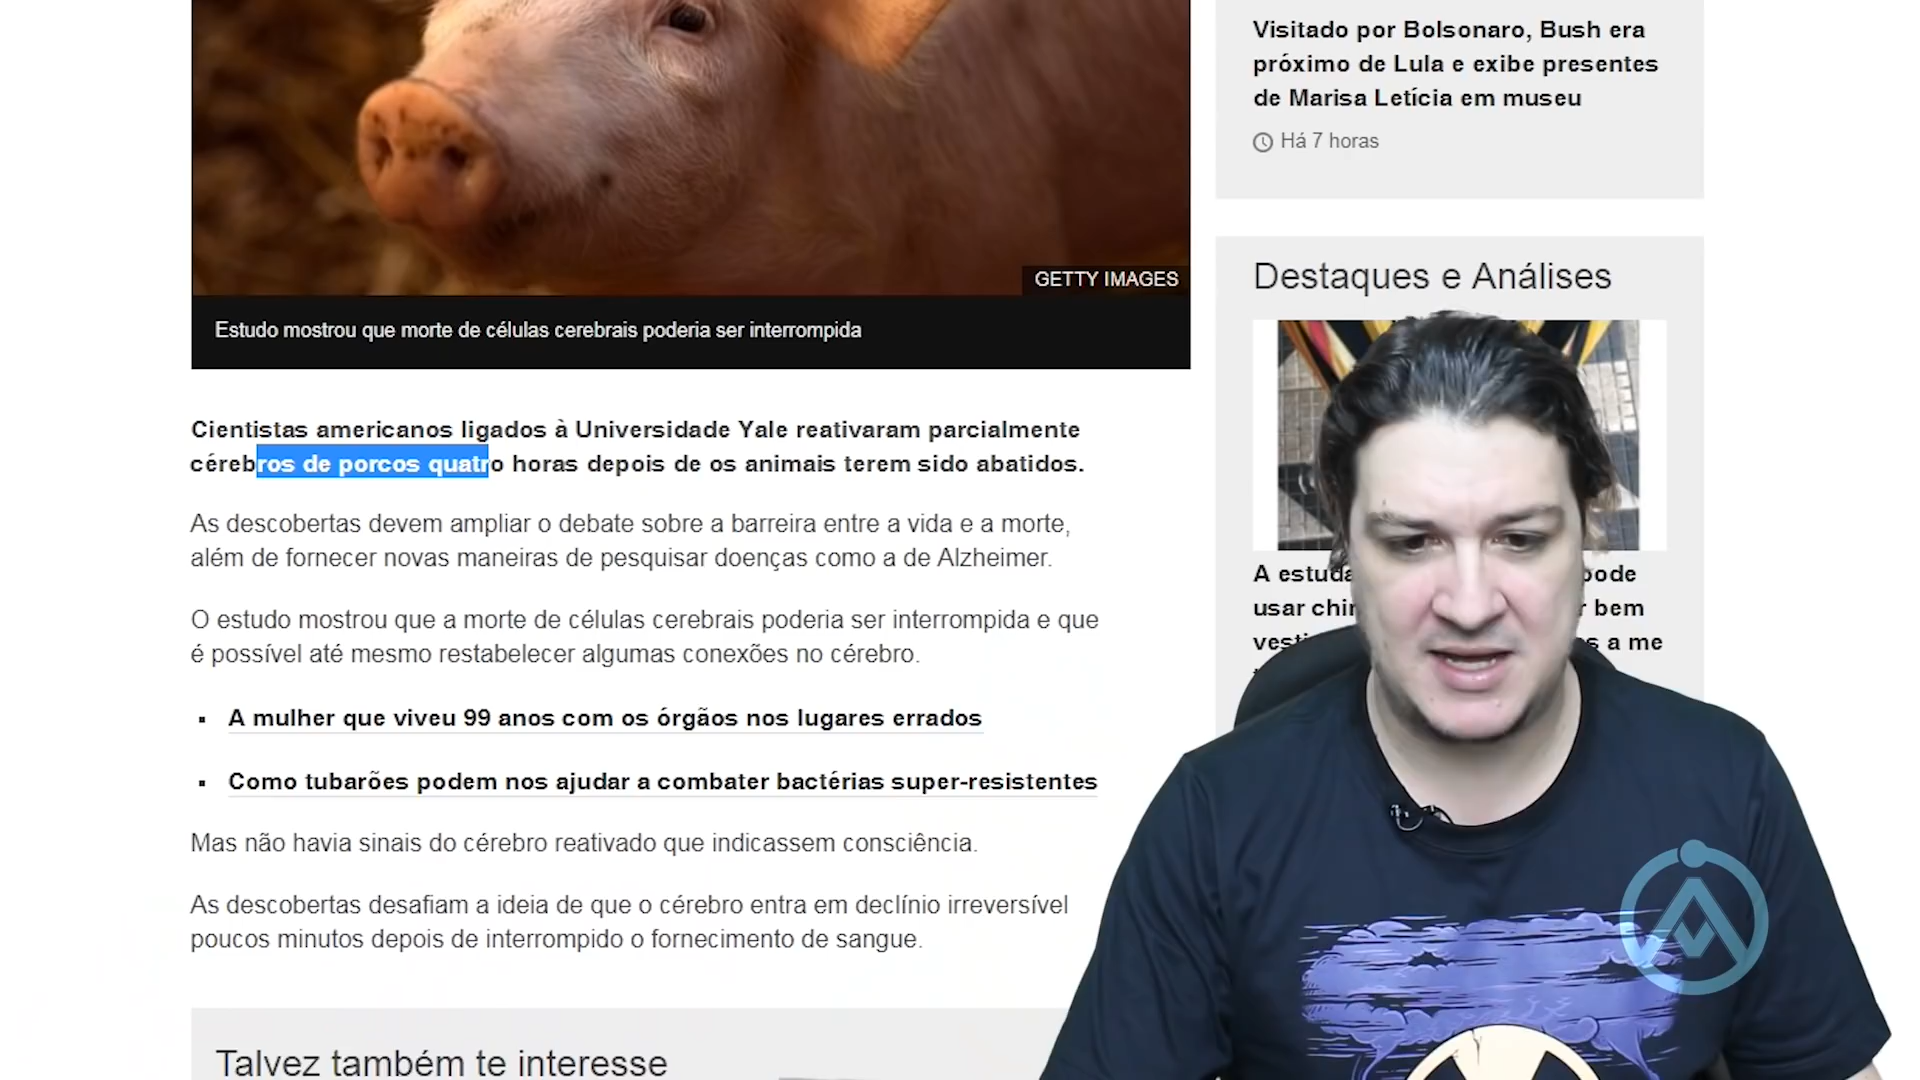 GETTY IMAGES
Estudo mostrou que morte de células cerebrais poderia ser interrompida
Cientistas americanos ligados à Universidade Yale reativaram parcialmente
cérebros de porcos quatro horas depois de os animais terem sido abatidos.
As descobertas devem ampliar o debate sobre a barreira entre a vida e a morte,
além de fornecer novas maneiras de pesquisar doenças como a de Alzheimer.
O estudo mostrou que a morte de células cerebrais poderia ser interrompida e que
é possível até mesmo restabelecer algumas conexões no cérebro.
A mulher que viveu 99 anos com os órgãos nos lugares errados
Como tubarões podem nos ajudar a combater bactérias super-resistentes
Mas não havia sinais do cérebro reativado que indicassem consciência.
As descobertas desafiam a ideia de que o cérebro entra em declínio irreversível
poucos minutos depois de interrompido o fornecimento de sangue.
Talvez também te interesse
Visitado por Bolsonaro, Bush era
próximo de Lula e exibe presentes
de Marisa Letícia em museu
Há 7 horas
Destaques e Análises
A pode
usar bem
a me